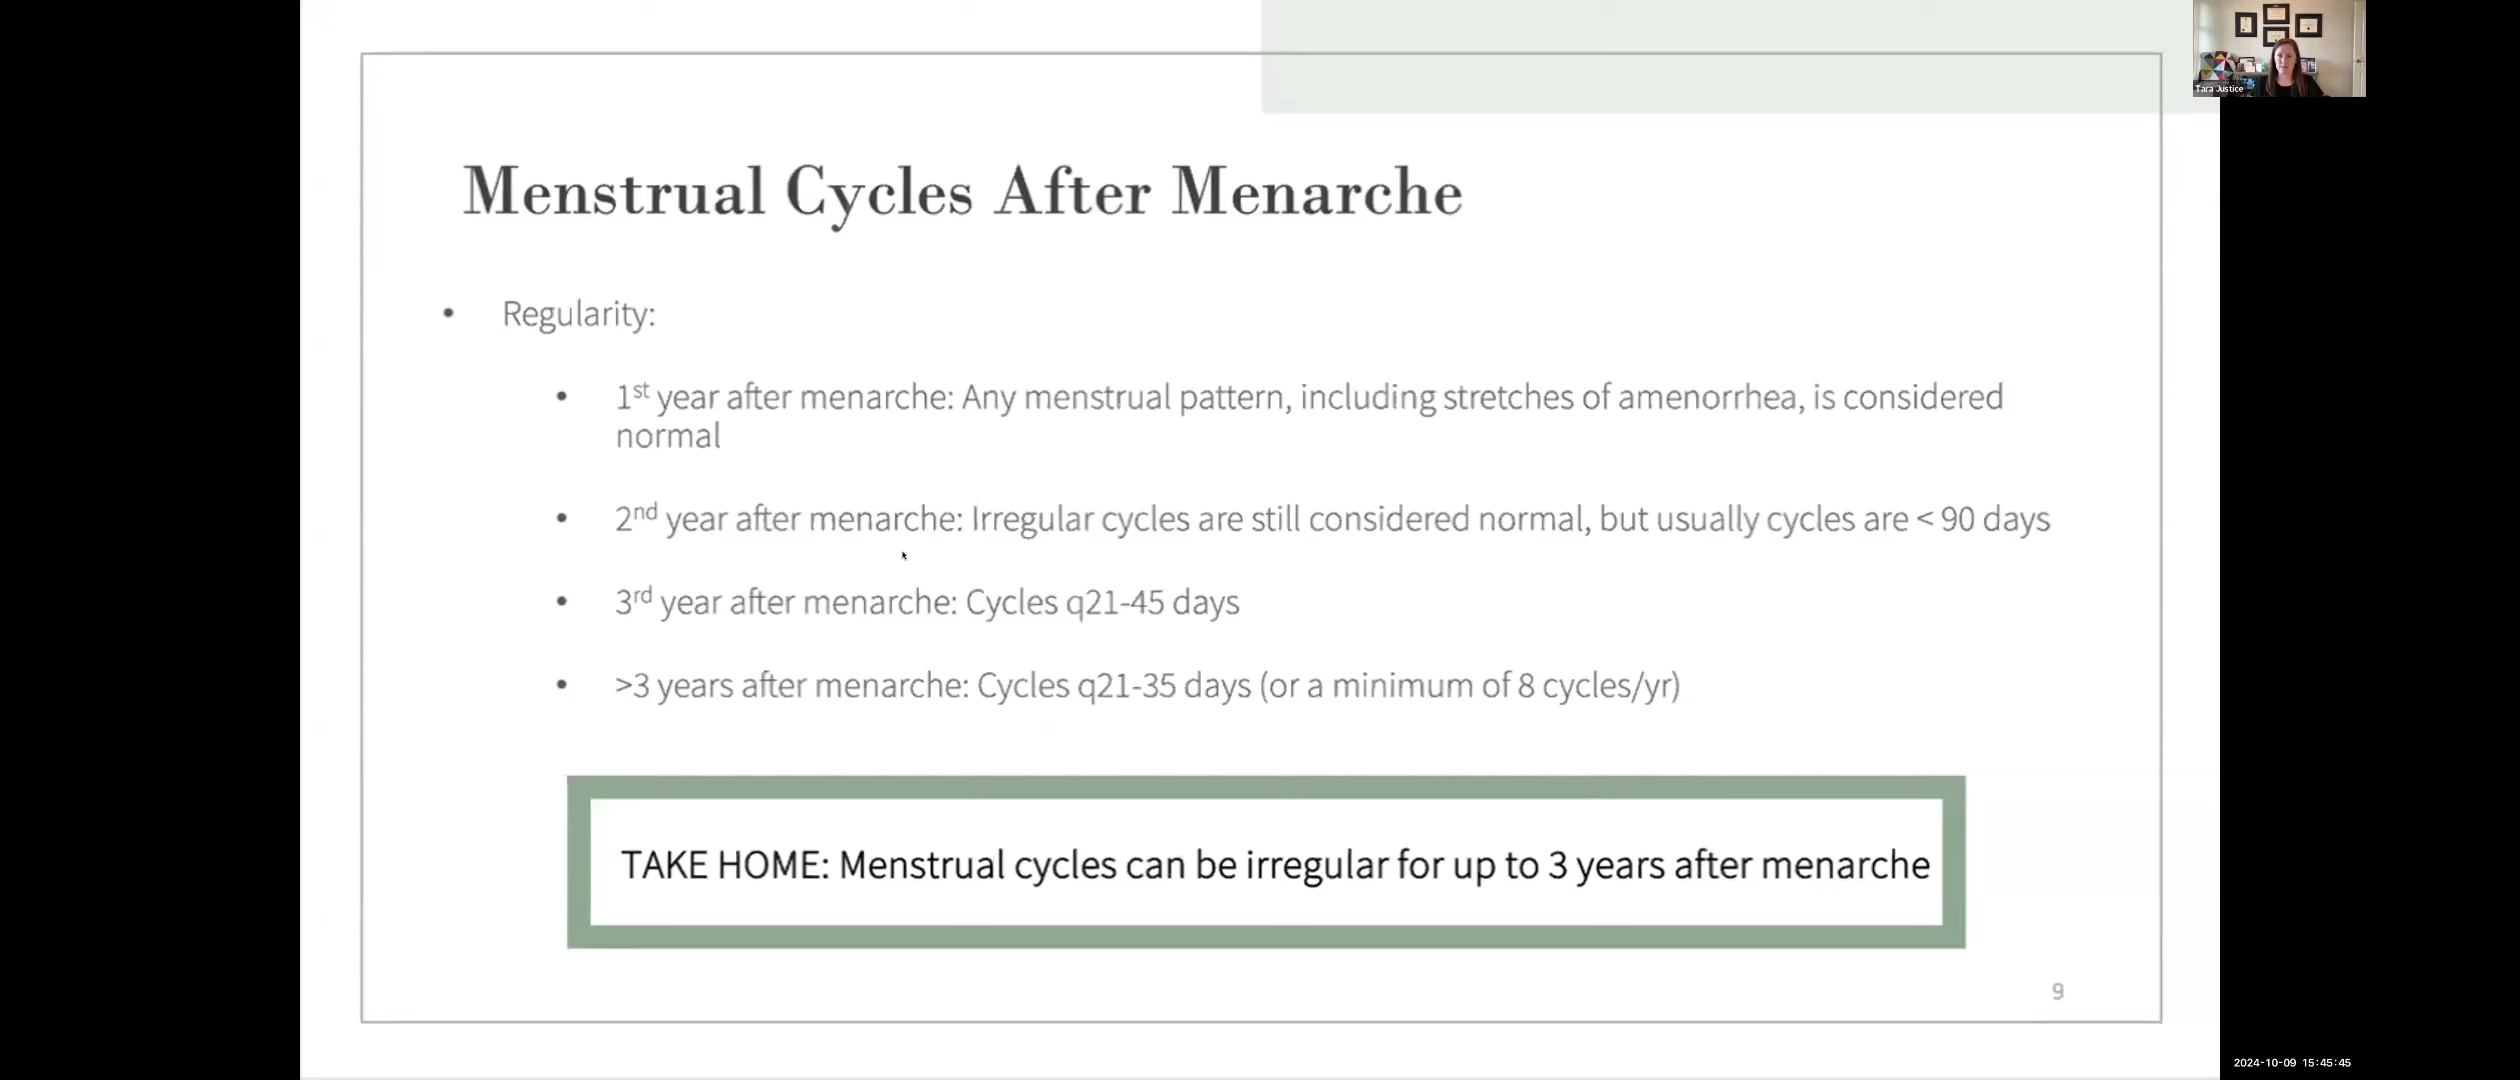 Tara Justice
Menstrual Cycles After Menarche
• Regularity:
• 1st year after menarche: Any menstrual pattern, including stretches of amenorrhea, is considered
normal
• 2nd year after menarche: Irregular cycles are still considered normal, but usually cycles are < 90 days
• 3rd year after menarche: Cycles q21-45 days
• >3 years after menarche: Cycles q21-35 days (or a minimum of 8 cycles/yr)
TAKE HOME: Menstrual cycles can be irregular for up to 3 years after menarche
9
2024-10-09 15:45:45